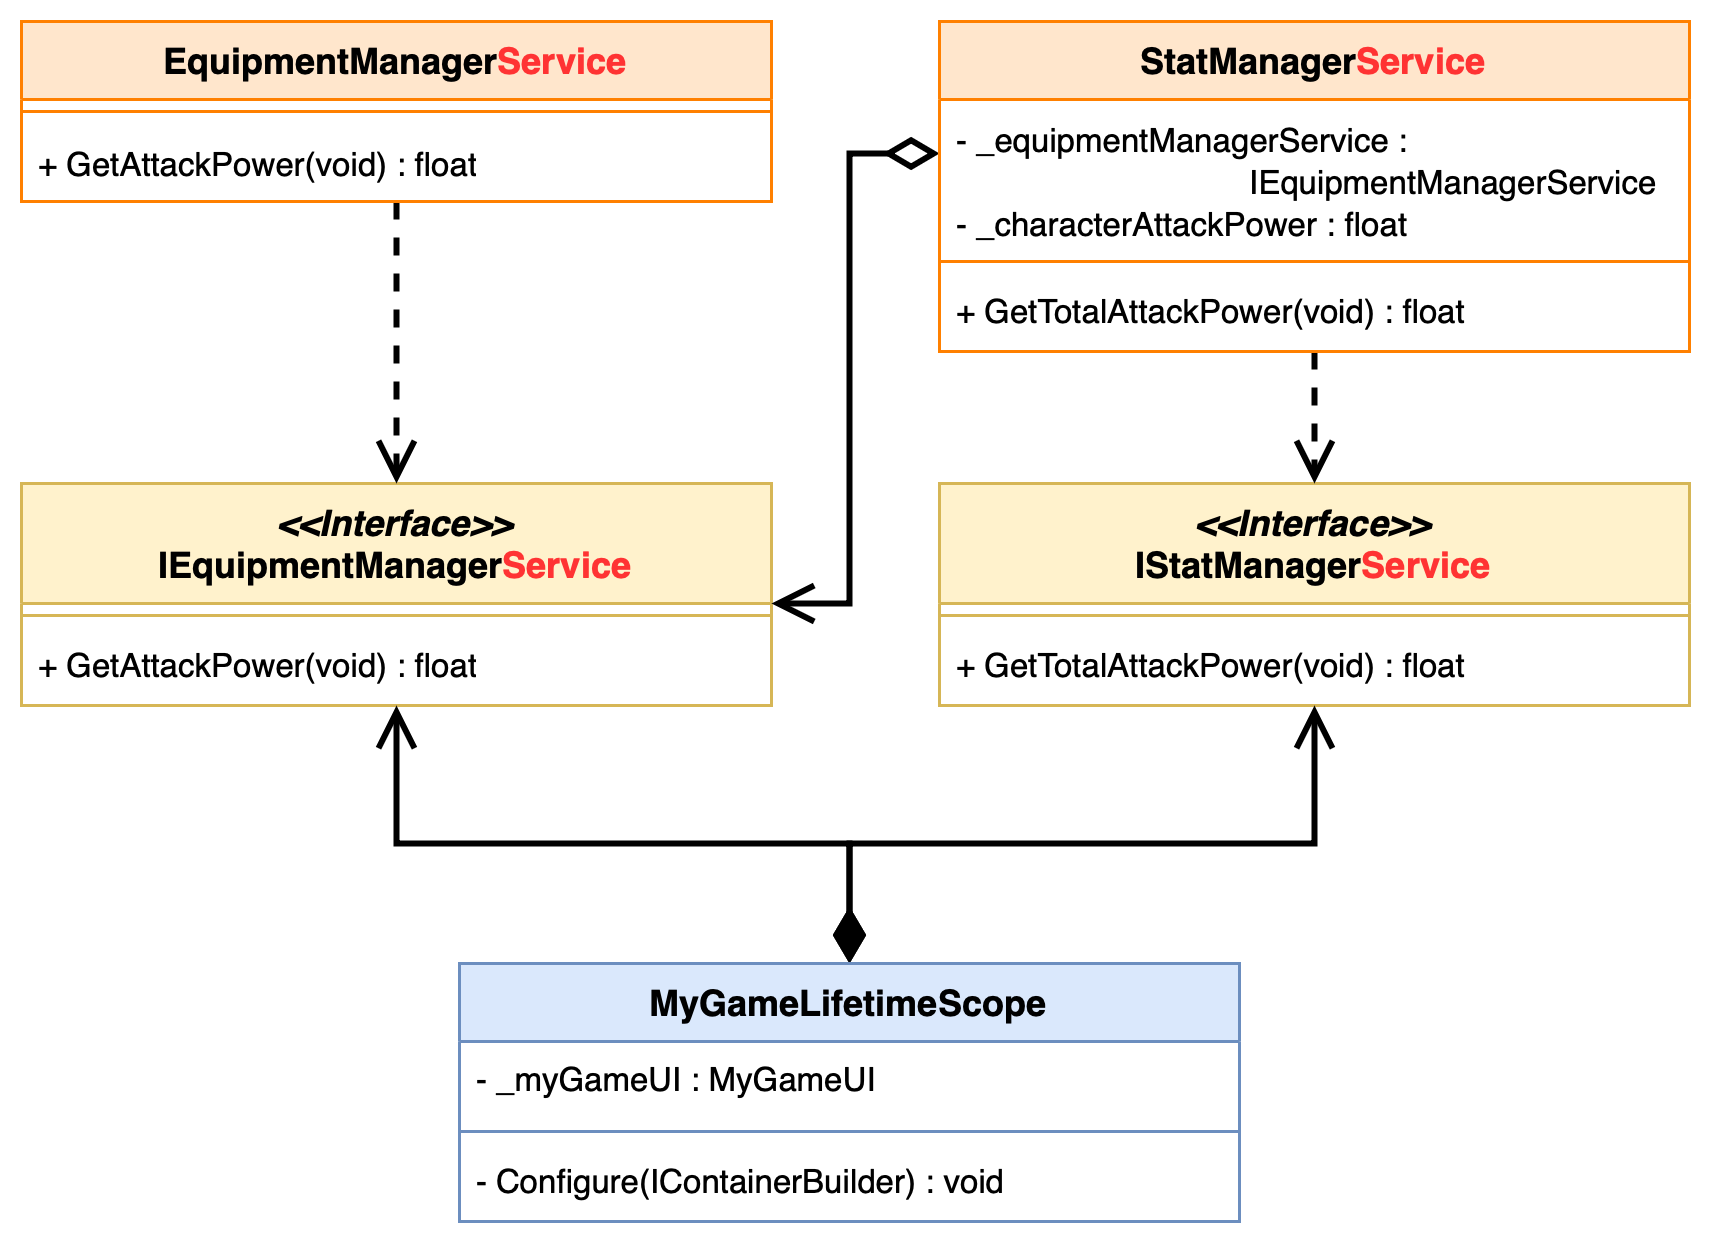 EquipmentManagerService
+ GetAttackPower(void) : float
StatManagerService
- _equipmentManagerService :
IEquipmentManagerService
- _characterAttackPower : float
+ GetTotalAttackPower(void) : float
<<Interface>>
IEquipmentManagerService
+ GetAttackPower(void) : float
<<Interface>>
IStatManagerService
+ GetTotalAttackPower(void) : float
MyGameLifetimeScope
- _myGameUI : MyGameUI
- Configure(IContainerBuilder) : void